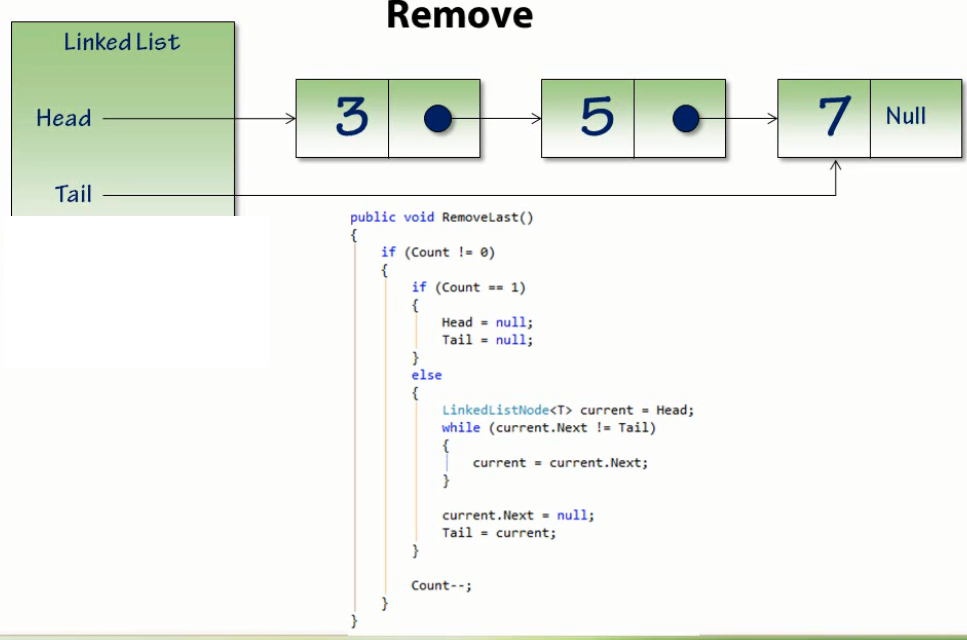 Remove
Linked List
Head
3
5
7
Null
Tail
public void RemoveLast()
{
    if (Count != 0)
    {
        if (Count == 1)
        {
            Head = null;
            Tail = null;
        }
        else
        {
            LinkedListNode<T> current = Head;
            while (current.Next != Tail)
            {
                current = current.Next;
            }

            current.Next = null;
            Tail = current;
        }

        Count--;
    }
}